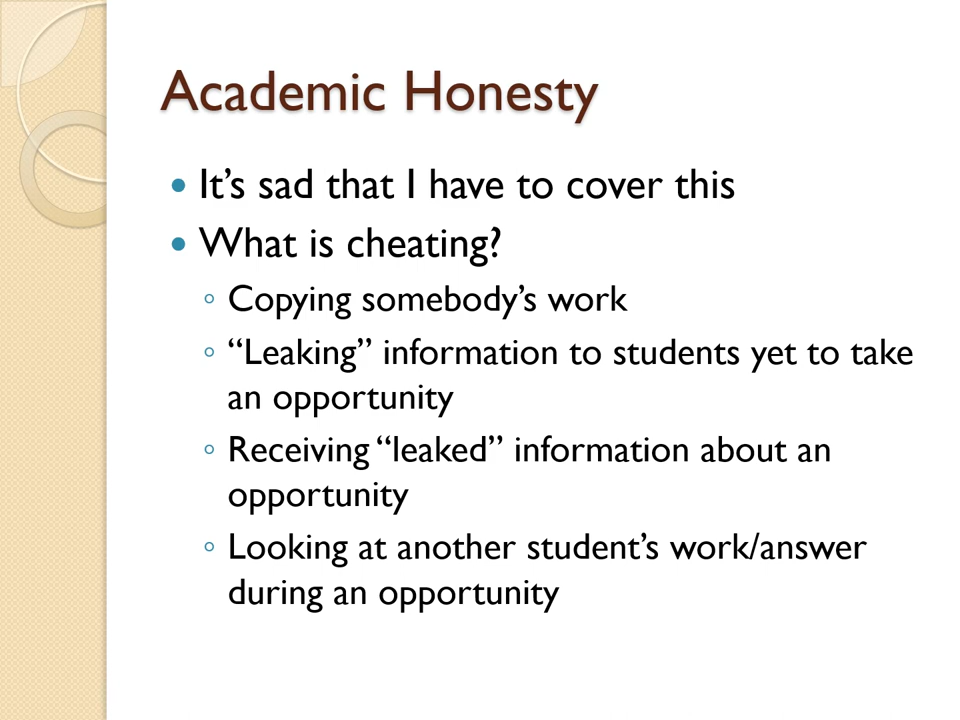 Academic Honesty
• It’s sad that I have to cover this
• What is cheating?
◦ Copying somebody’s work
◦ “Leaking” information to students yet to take
an opportunity
◦ Receiving “leaked” information about an
opportunity
◦ Looking at another student’s work/answer
during an opportunity